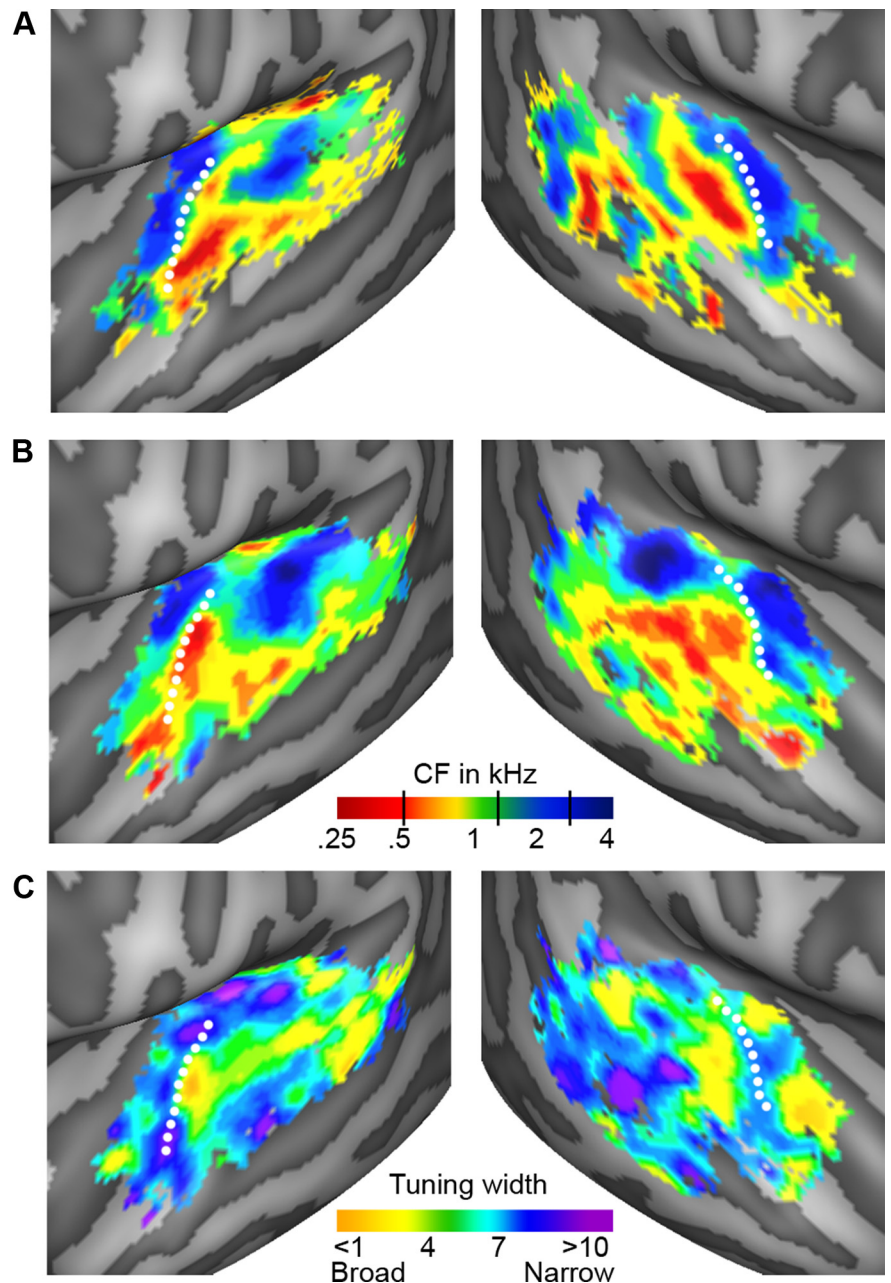 A
B
CF in kHz
.25 .5 1 2 4
C
Tuning width
<1 4 7 >10
Broad Narrow